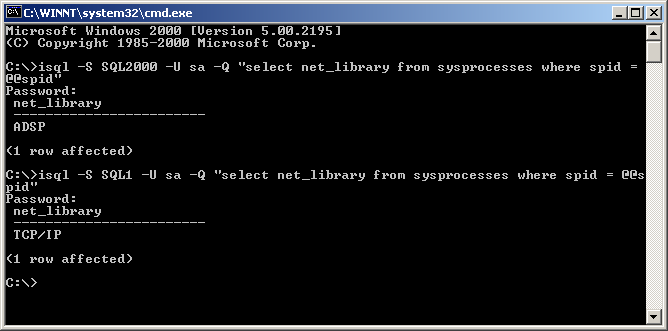 C:\WINNT\system32\cmd.exe
Microsoft Windows 2000 [Version 5.00.2195]
(C) Copyright 1985-2000 Microsoft Corp.
C:\>isql -S SQL2000 -U sa -Q "select net_library from sysprocesses where spid =
@@spid"
Password:
net_library
------------------------
ADSP
(1 row affected)
C:\>isql -S SQL1 -U sa -Q "select net_library from sysprocesses where spid = @@s
pid"
Password:
net_library
------------------------
TCP/IP
(1 row affected)
C:\>